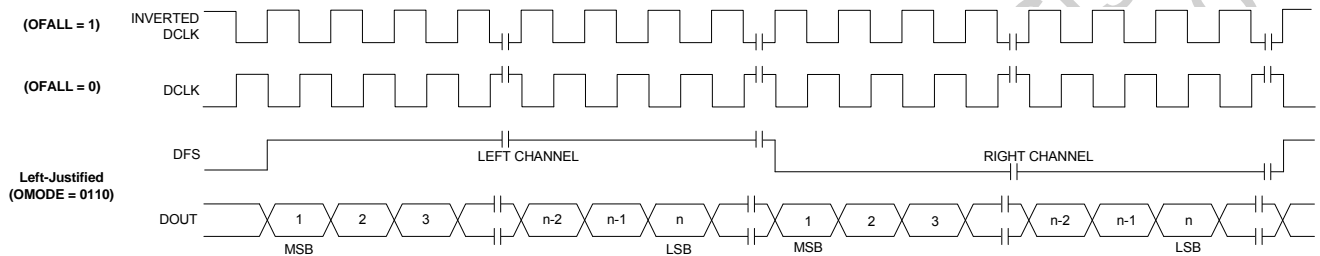 (OFALL = 1)
INVERTED
DCLK
(OFALL = 0)
DCLK
DFS
LEFT CHANNEL
RIGHT CHANNEL
Left-Justified
(OMODE = 0110)
DOUT
1 2 3 n-2 n-1 n 1 2 3 n-2 n-1 n
MSB LSB MSB LSB